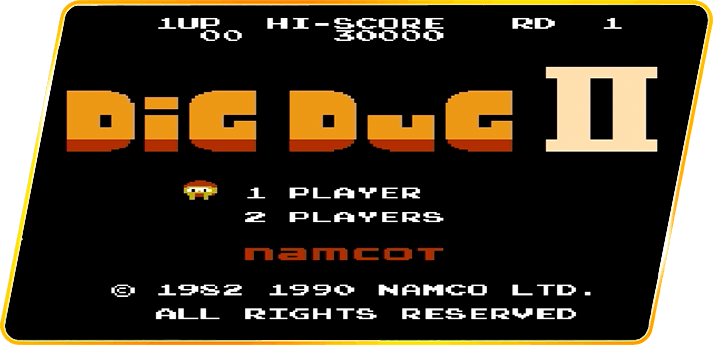 1UP HI-SCORE RD 1
00 30000
DiG DuG II
1 PLAYER
2 PLAYERS
namcot
© 1982 1990 NAMCO LTD.
ALL RIGHTS RESERVED